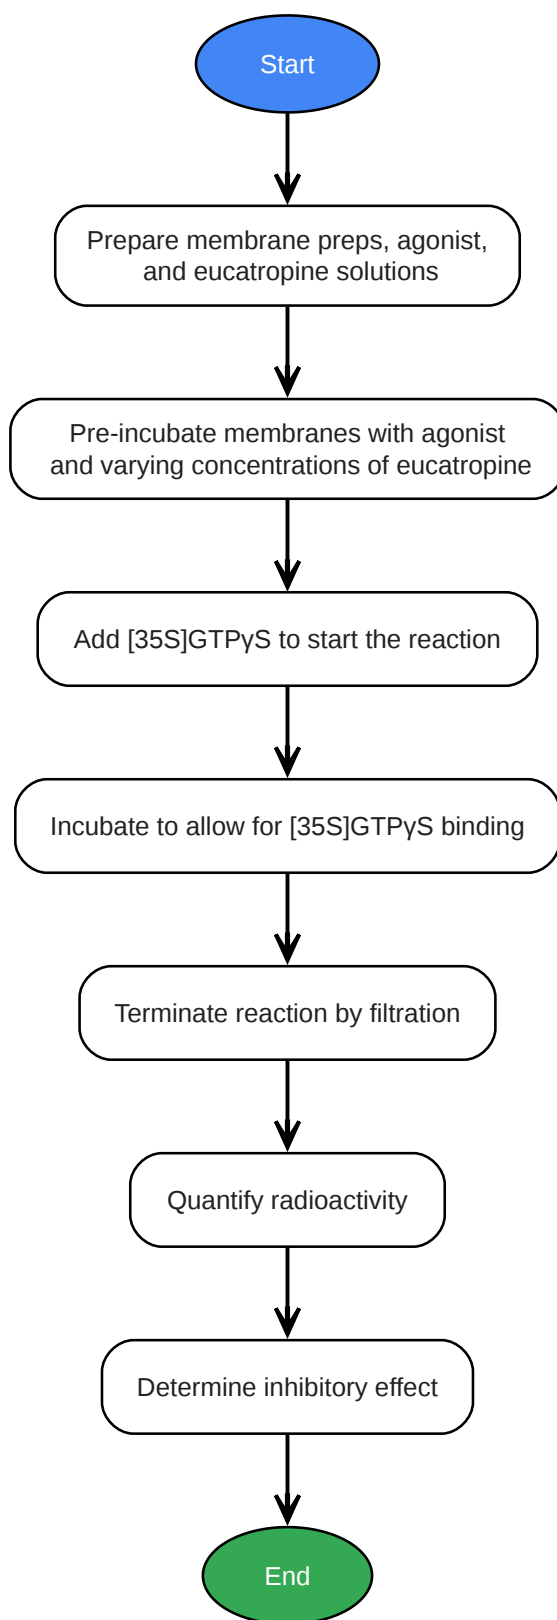 Start
Prepare membrane preps, agonist,
and eucatropine solutions
Pre-incubate membranes with agonist
and varying concentrations of eucatropine
Add [35S]GTPγS to start the reaction
Incubate to allow for [35S]GTPγS binding
Terminate reaction by filtration
Quantify radioactivity
Determine inhibitory effect
End